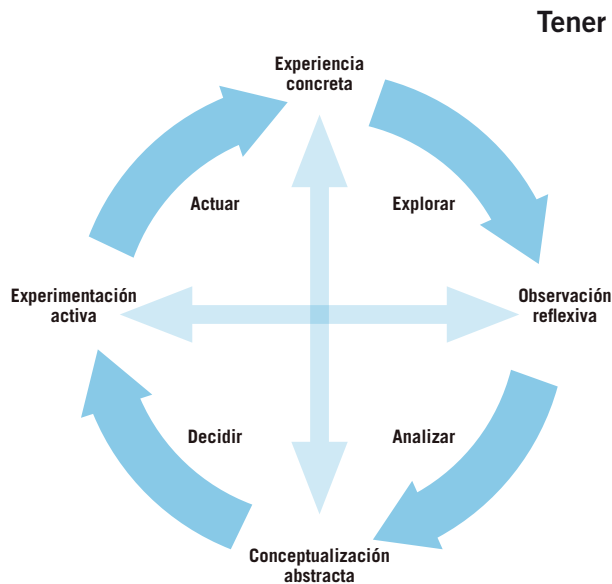 Tener
Experiencia
concreta
Actuar
Explorar
Experimentación
activa
Observación
reflexiva
Decidir
Analizar
Conceptualización
abstracta